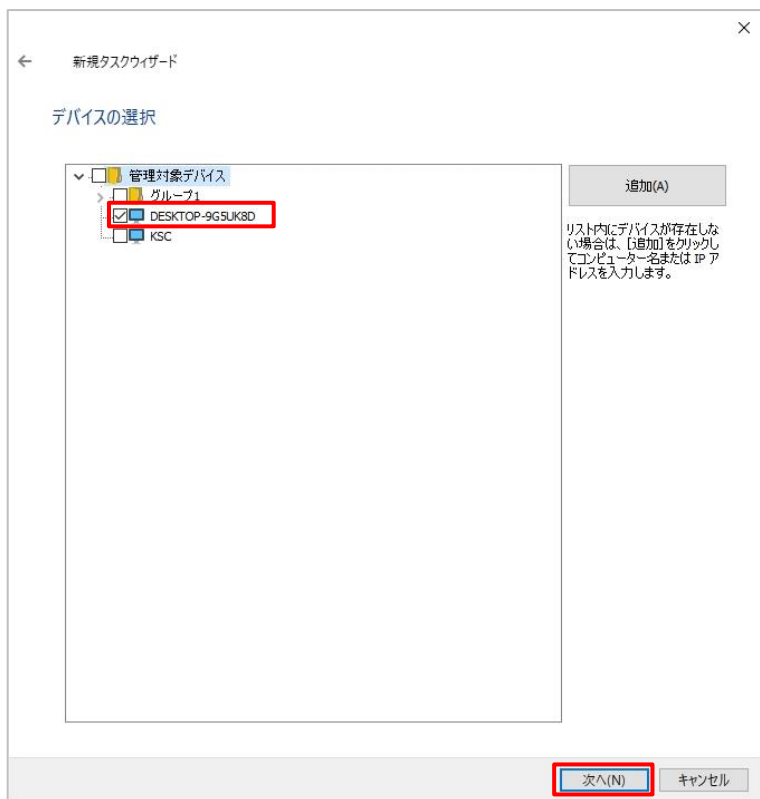 新規タスクウィザード
デバイスの選択
管理対象デバイス
グループ1
DESKTOP-9G5UK8D
KSC
追加(A)
リスト内にデバイスが存在しな
い場合は、[追加]をクリックし
てコンピューター名または IP ア
ドレスを入力します。
次へ(N)
キャンセル